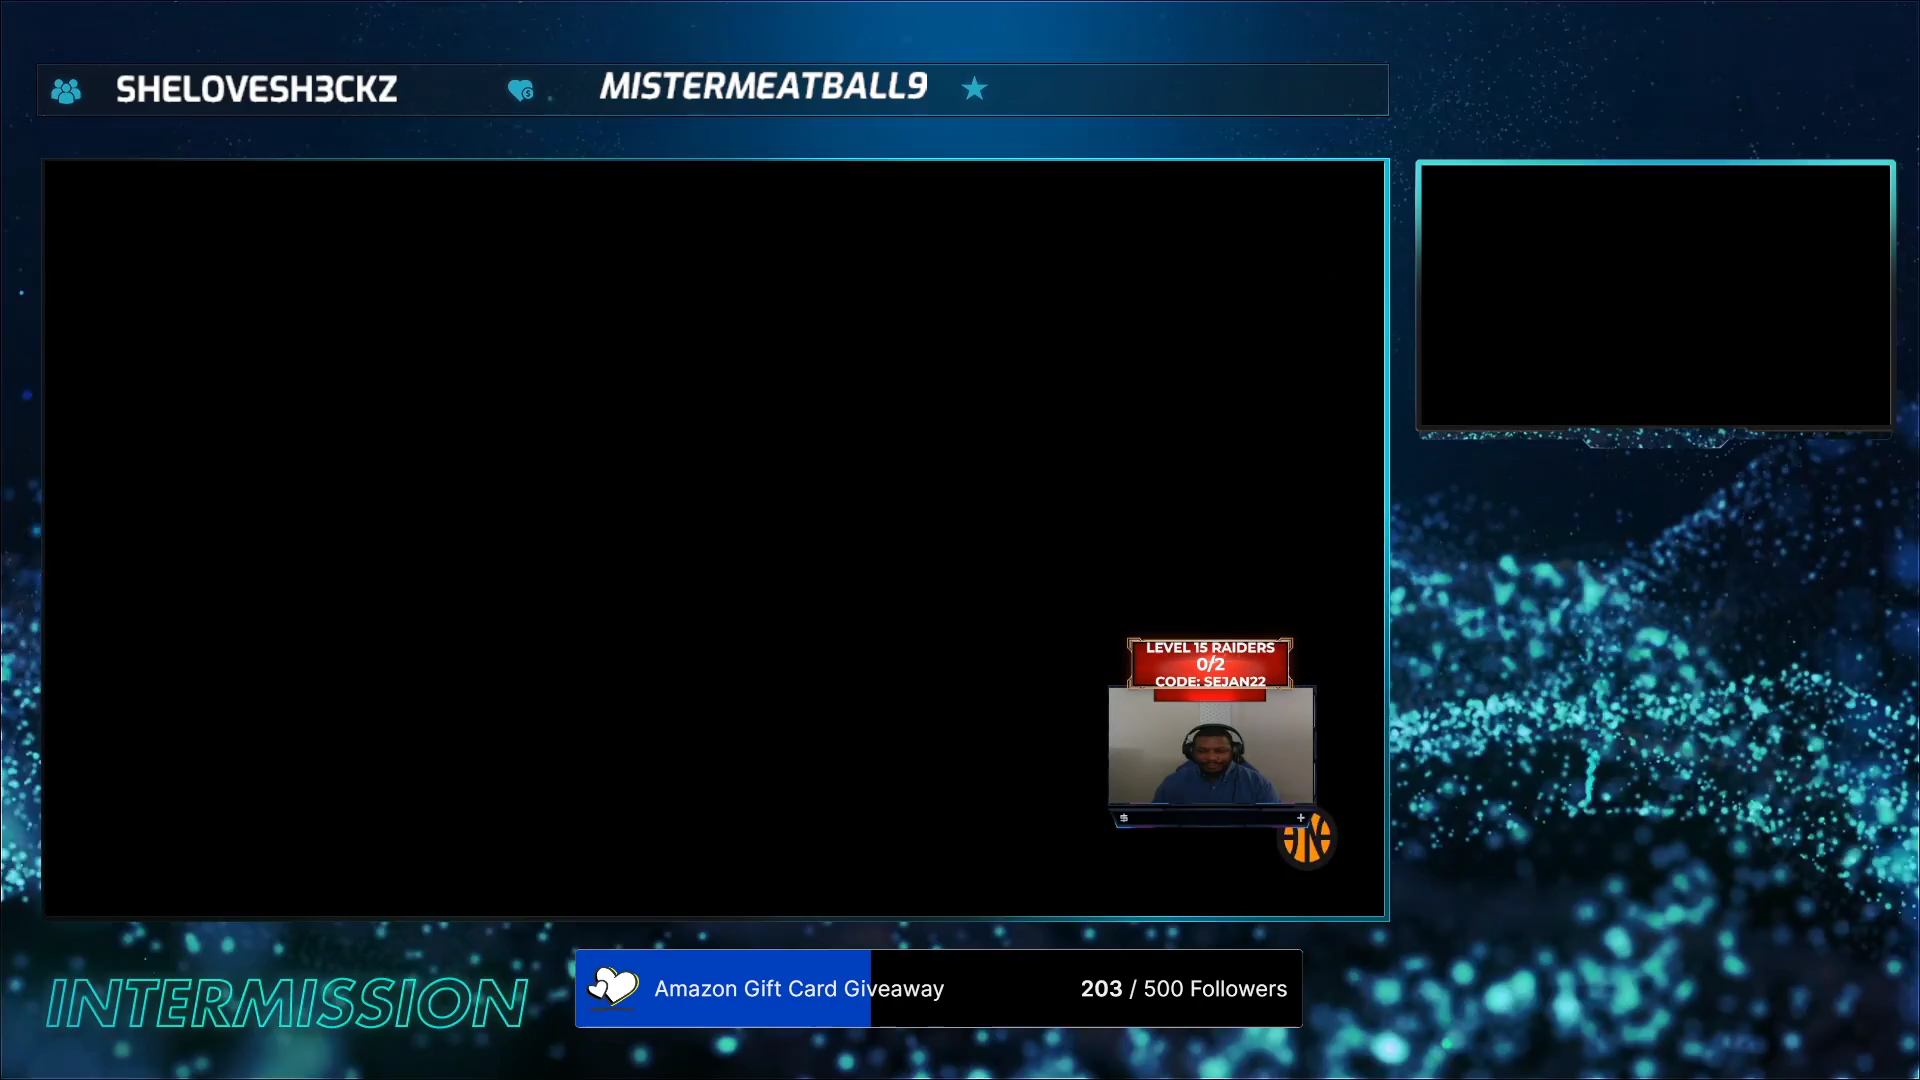 SHELOVESH3CKZ
MISTERMEATBALL9
LEVEL 15 RAIDERS
0/2
CODE: SEJAN22
INTERMISSION
Amazon Gift Card Giveaway
203 / 500 Followers